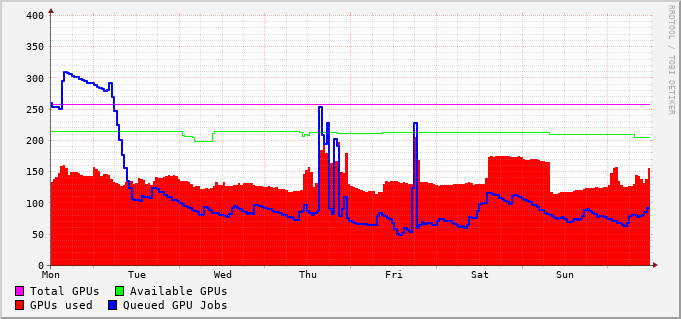 RRDTOOL / TOBI OETIKER
400
350
300
250
200
150
100
50
0
Mon Tue Wed Thu Fri Sat Sun
Total GPUs Available GPUs
GPUs used Queued GPU Jobs